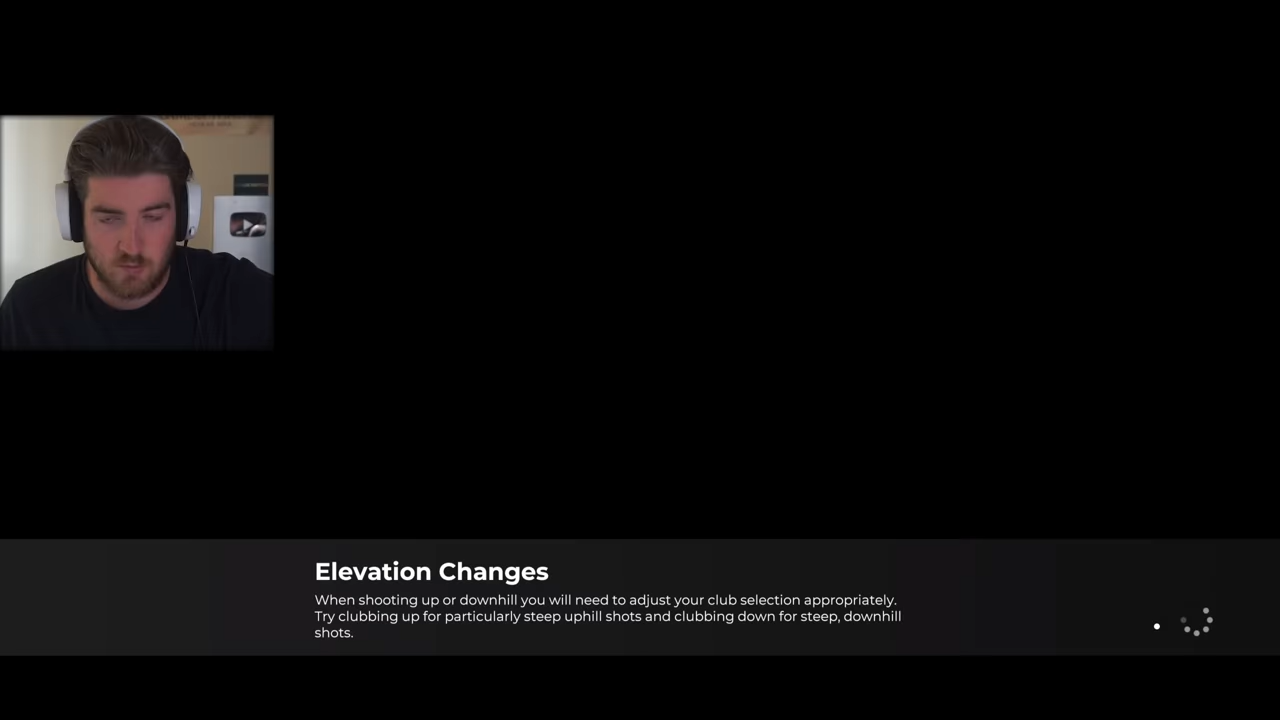 Elevation Changes
When shooting up or downhill you will need to adjust your club selection appropriately.
Try clubbing up for particularly steep uphill shots and clubbing down for steep, downhill
shots.